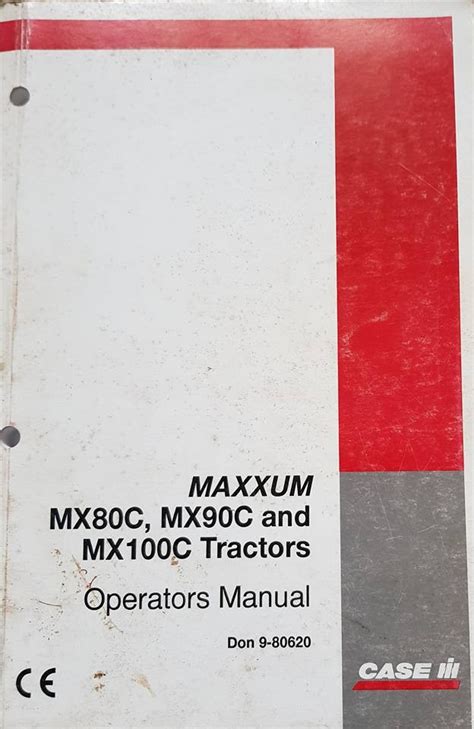 MAXXUM
MX80C, MX90C and
MX100C Tractors
Operators Manual
Don 9-80620
CE
CASE IH